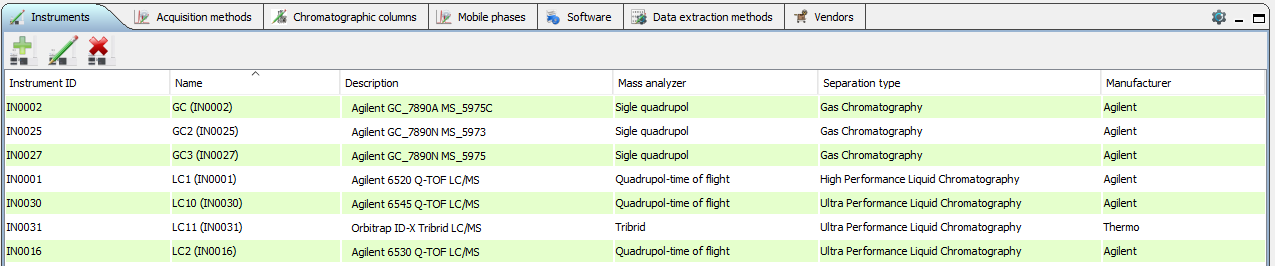 Instruments Acquisition methods Chromatographic columns Mobile phases Software Data extraction methods Vendors
Instrument ID Name Description Mass analyzer Separation type Manufacturer
IN0002 GC (IN0002) Agilent GC_7890A MS_5975C Sigle quadrupol Gas Chromatography Agilent
IN0025 GC2 (IN0025) Agilent GC_7890N MS_5973 Sigle quadrupol Gas Chromatography Agilent
IN0027 GC3 (IN0027) Agilent GC_7890N MS_5975 Sigle quadrupol Gas Chromatography Agilent
IN0001 LC1 (IN0001) Agilent 6520 Q-TOF LC/MS Quadrupol-time of flight High Performance Liquid Chromatography Agilent
IN0030 LC10 (IN0030) Agilent 6545 Q-TOF LC/MS Quadrupol-time of flight Ultra Performance Liquid Chromatography Agilent
IN0031 LC11 (IN0031) Orbitrap ID-X Tribrid LC/MS Tribrid Ultra Performance Liquid Chromatography Thermo
IN0016 LC2 (IN0016) Agilent 6530 Q-TOF LC/MS Quadrupol-time of flight Ultra Performance Liquid Chromatography Agilent